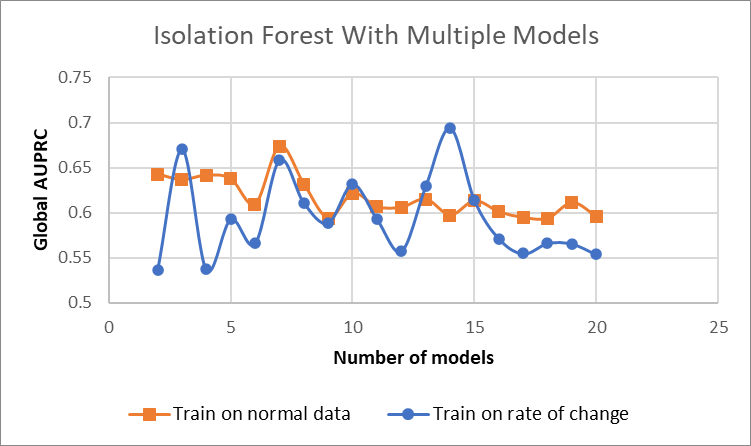 Isolation Forest With Multiple Models
0.75
0.7
0.65
0.6
0.55
0.5
Global AUPRC
0 5 10 15 20 25
Number of models
Train on normal data Train on rate of change